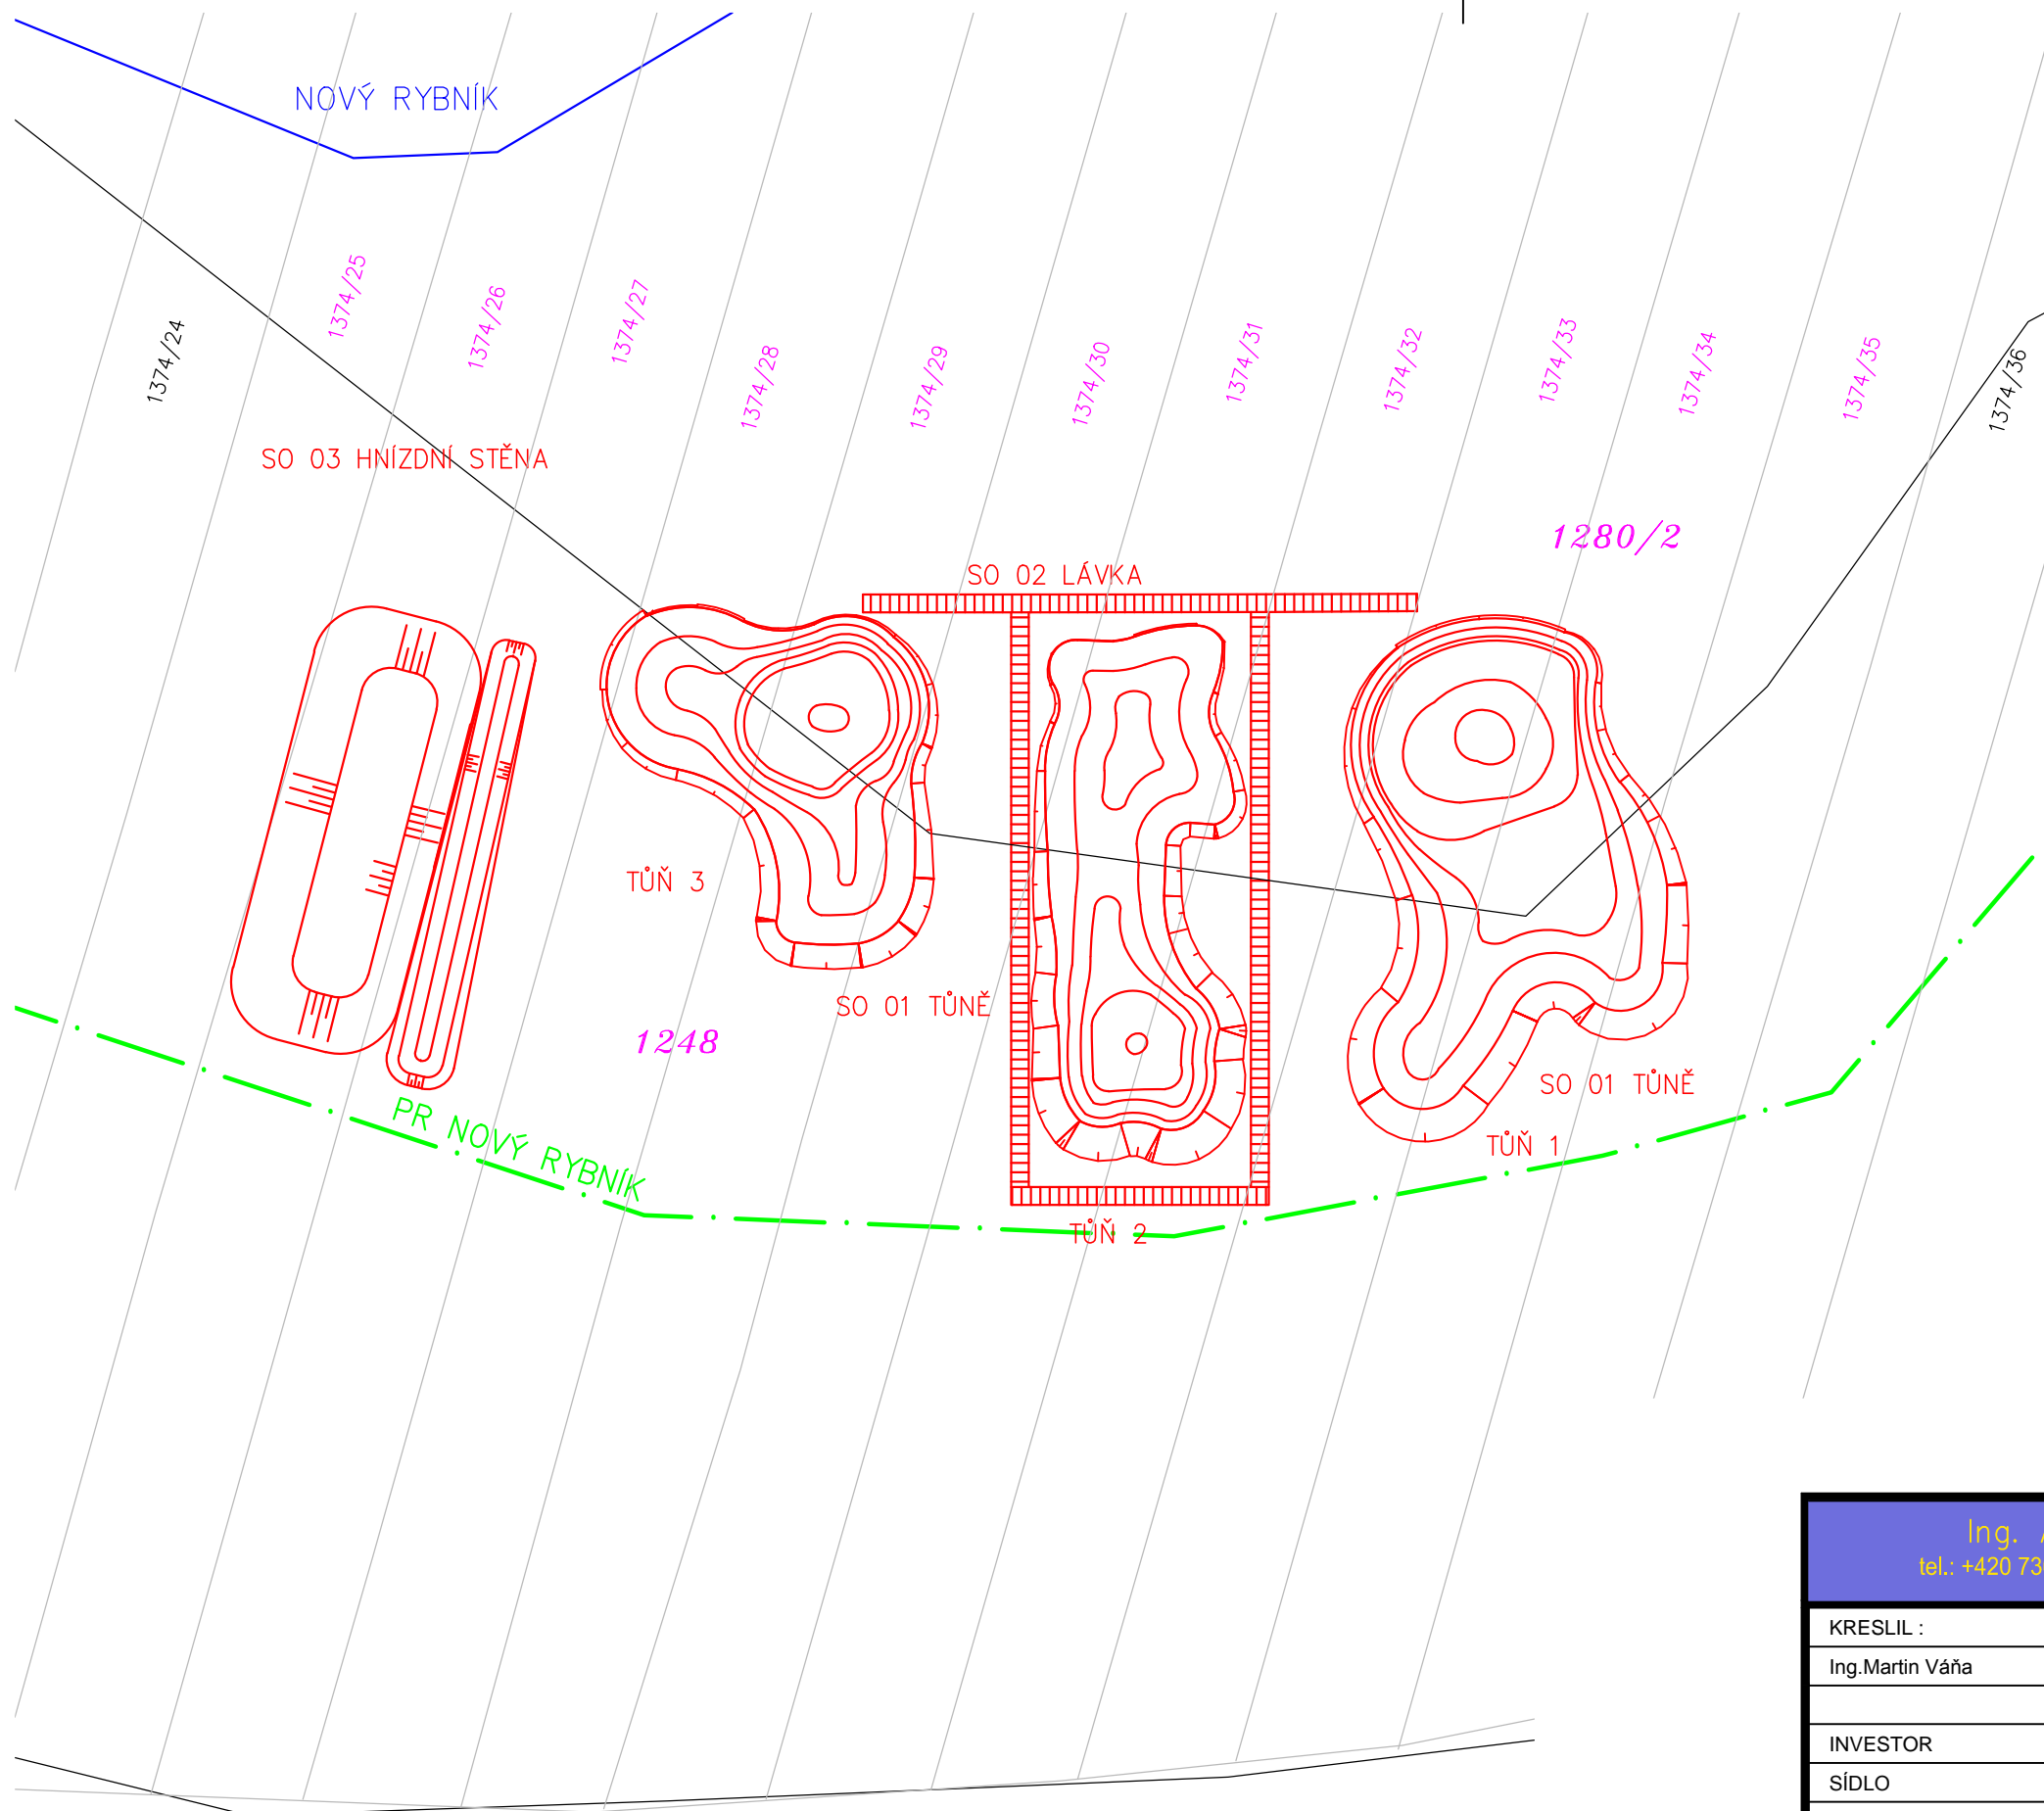 NOVÝ RYBNÍK
1374/24
1374/25
1374/26
1374/27
1374/28
1374/29
1374/30
1374/31
1374/32
1374/33
1374/34
1374/35
1374/36
SO 03 HNÍZDNÍ STĚNA
1280/2
SO 02 LÁVKA
TŮŇ 3
SO 01 TŮNĚ
1248
SO 01 TŮNĚ
PR NOVÝ RYBNÍK
TŮŇ 1
TŮŇ 2
Ing.
tel.: +420 73
KRESLIL :
Ing.Martin Váňa
INVESTOR
SÍDLO